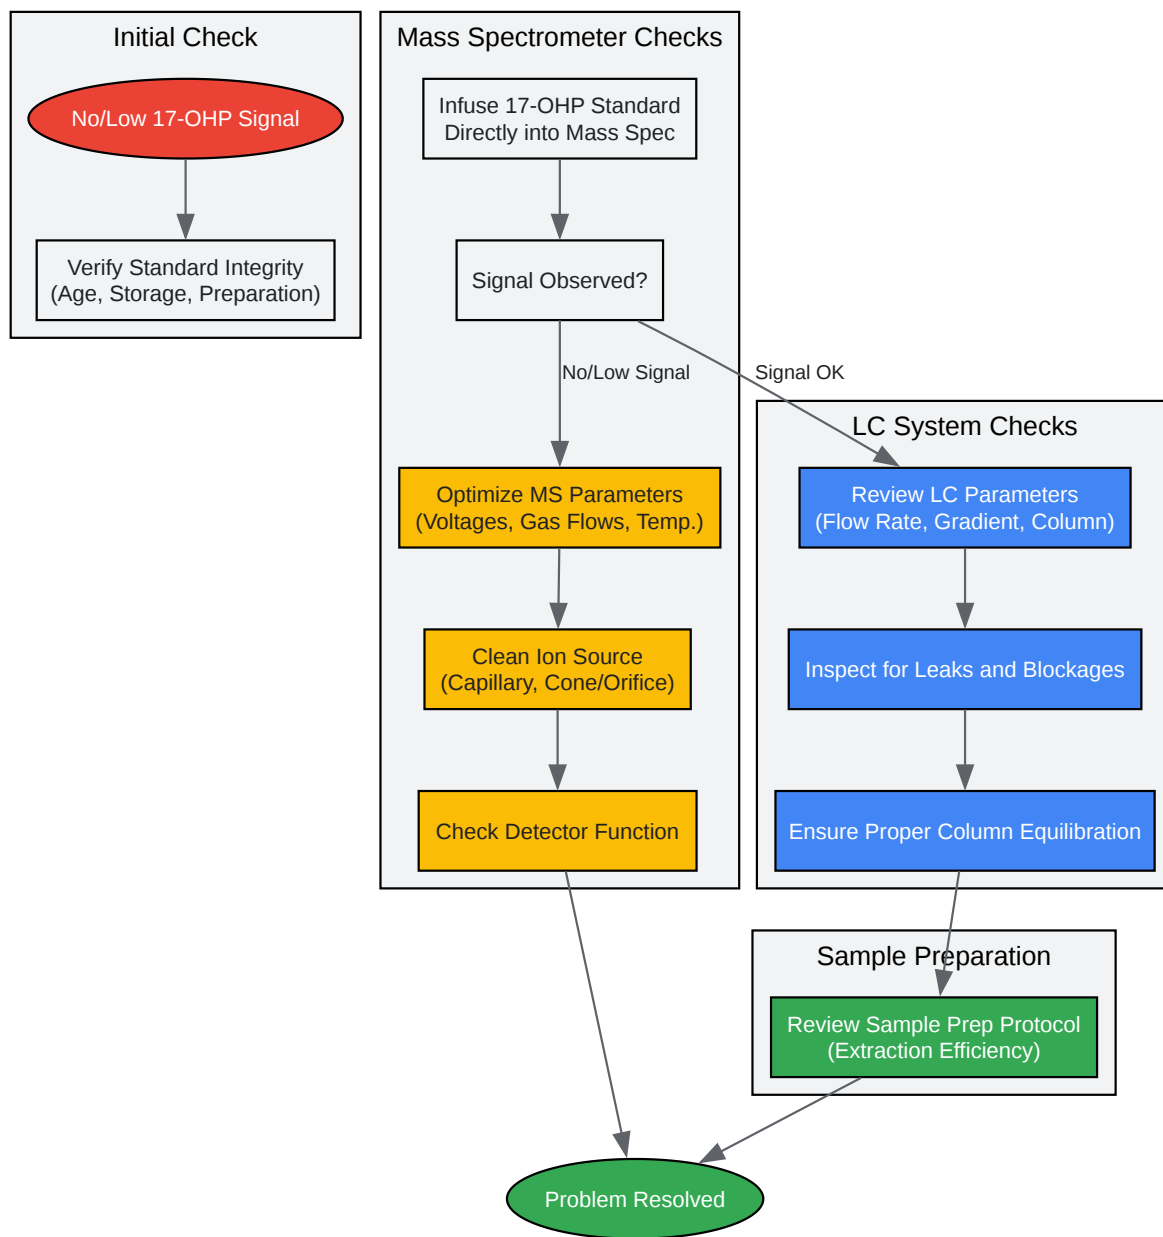 Initial Check
No/Low 17-OHP Signal
Verify Standard Integrity
(Age, Storage, Preparation)
Mass Spectrometer Checks
Infuse 17-OHP Standard
Directly into Mass Spec
Signal Observed?
No/Low Signal
Signal OK
Optimize MS Parameters
(Voltages, Gas Flows, Temp.)
Clean Ion Source
(Capillary, Cone/Orifice)
Check Detector Function
LC System Checks
Review LC Parameters
(Flow Rate, Gradient, Column)
Inspect for Leaks and Blockages
Ensure Proper Column Equilibration
Sample Preparation
Review Sample Prep Protocol
(Extraction Efficiency)
Problem Resolved